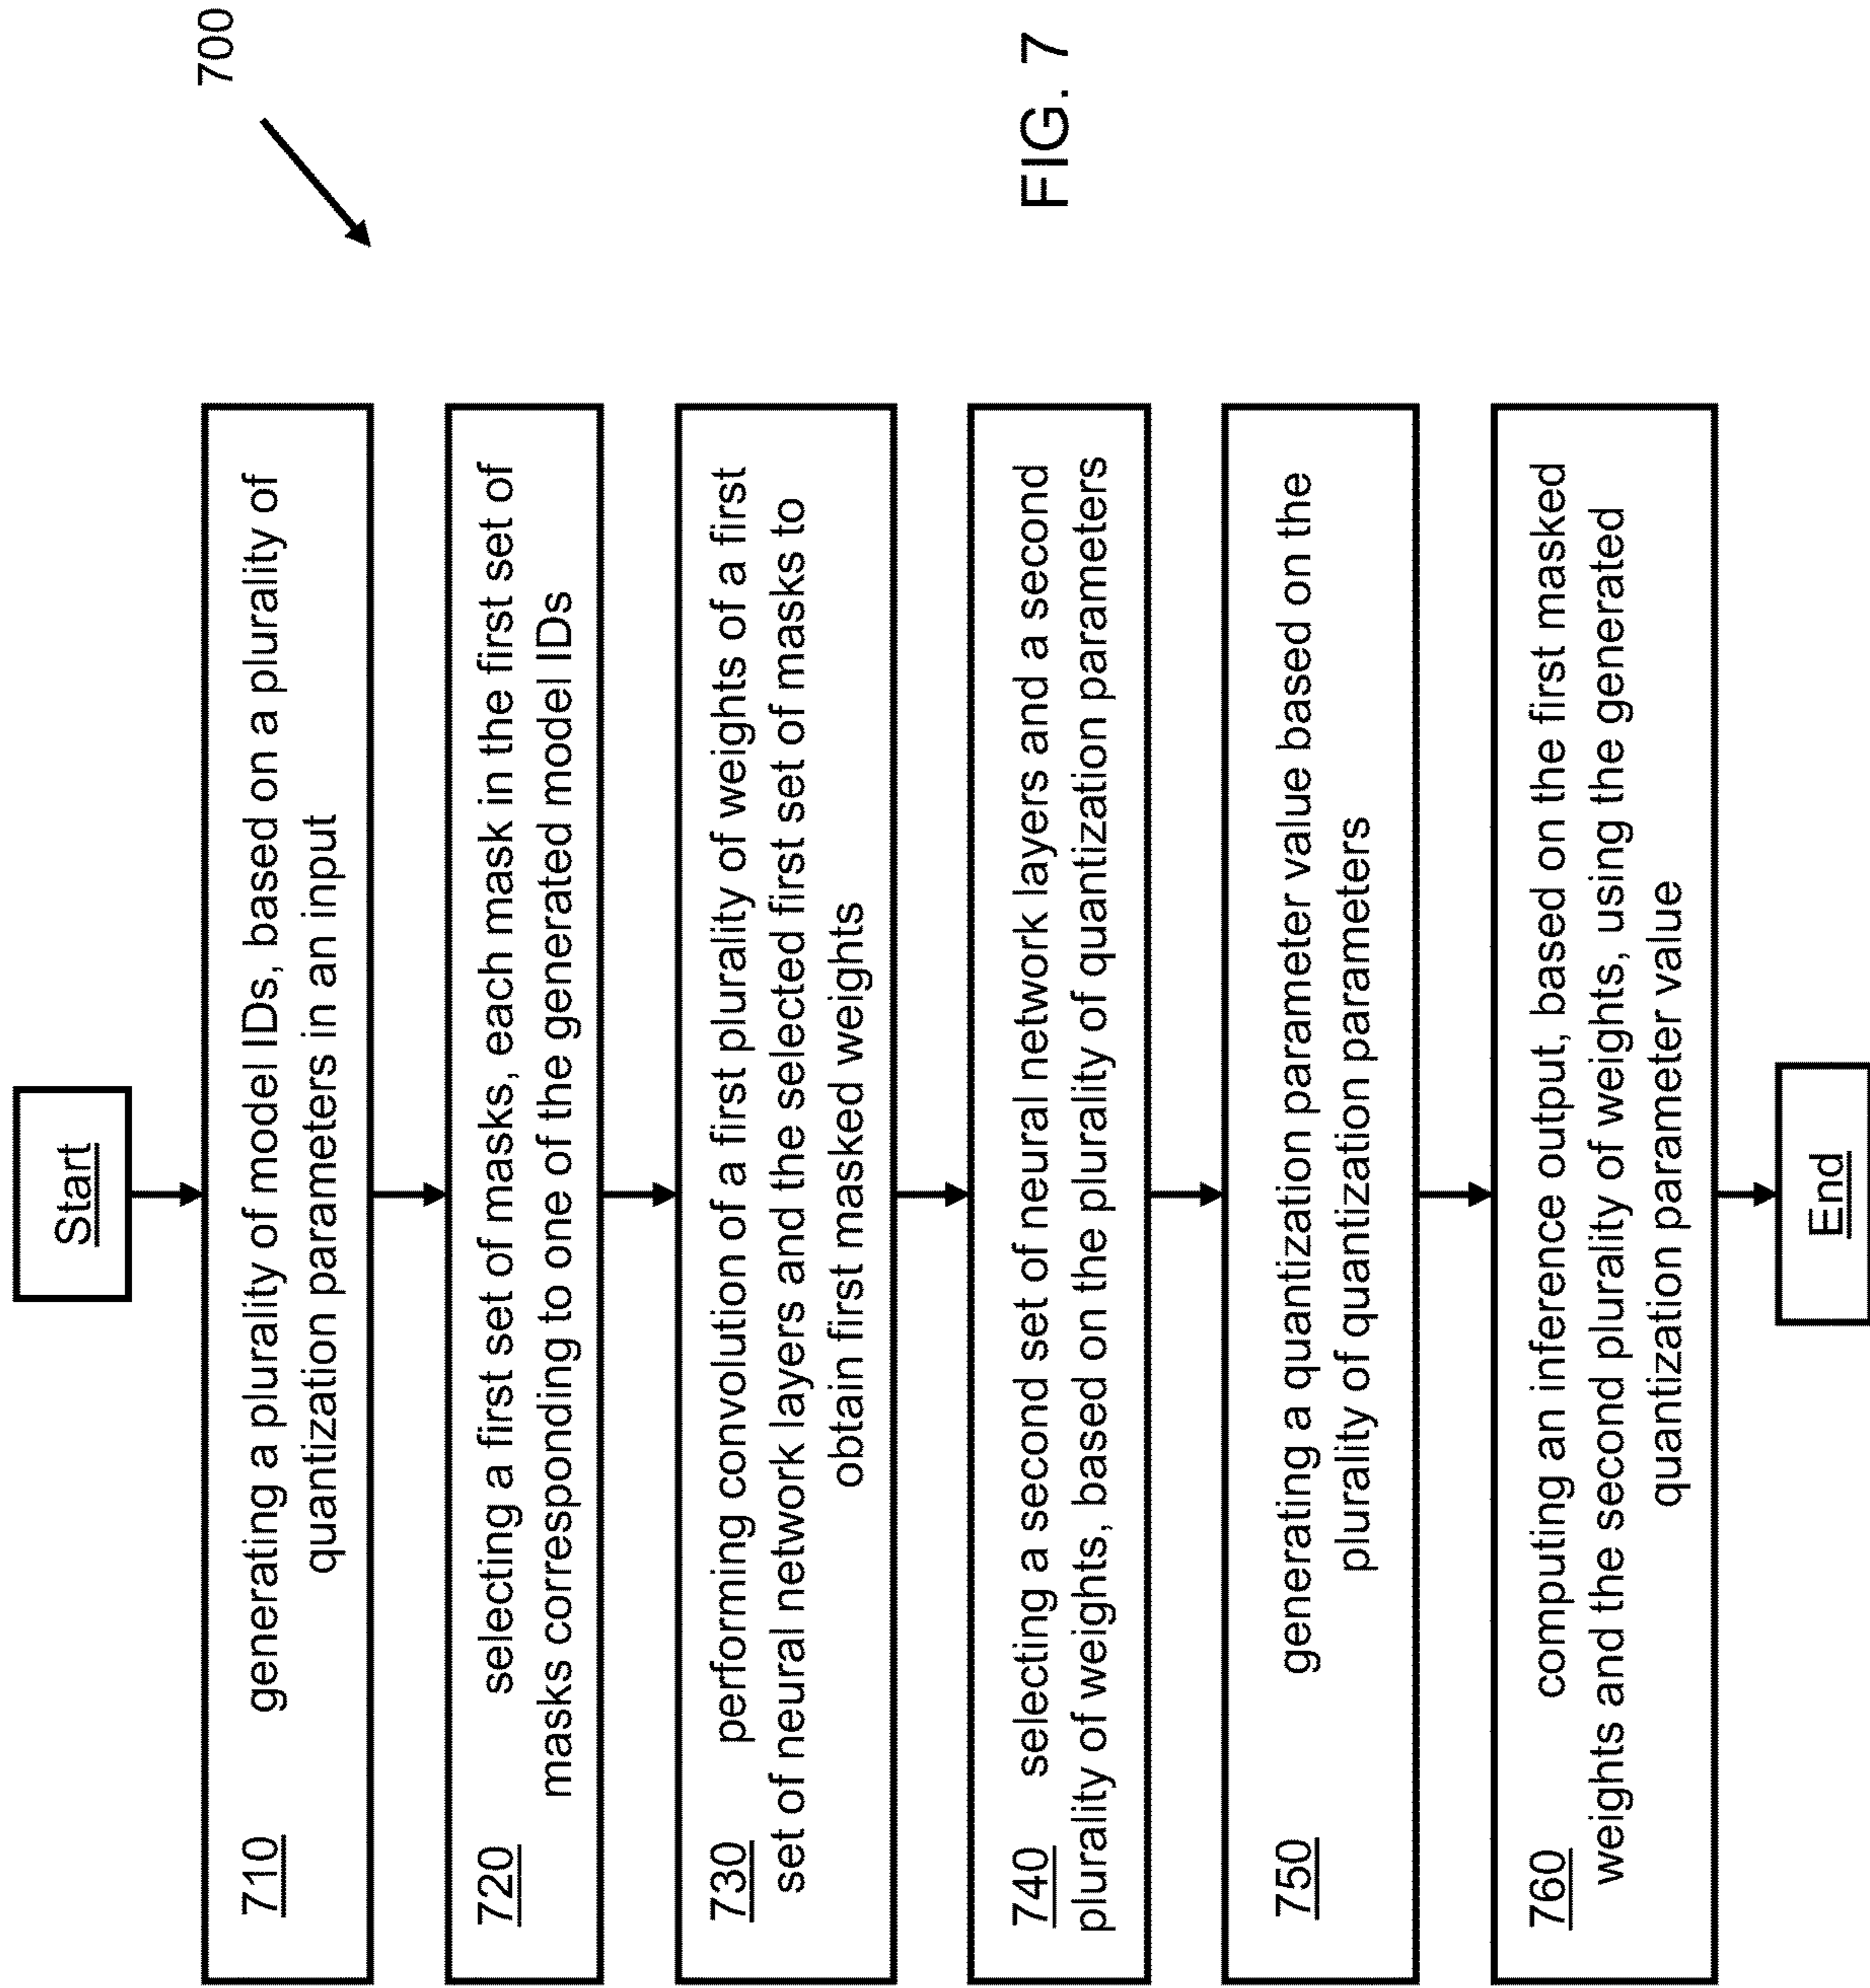 700
Start
710 generating a plurality of model IDs, based on a plurality of
quantization parameters in an input
720 selecting a first set of masks, each mask in the first set of
masks corresponding to one of the generated model IDs
730 performing convolution of a first plurality of weights of a first
set of neural network layers and the selected first set of masks to
obtain first masked weights
740 selecting a second set of neural network layers and a second
plurality of weights, based on the plurality of quantization parameters
750 generating a quantization parameter value based on the
plurality of quantization parameters
760 computing an inference output, based on the first masked
weights and the second plurality of weights, using the generated
quantization parameter value
End
FIG. 7